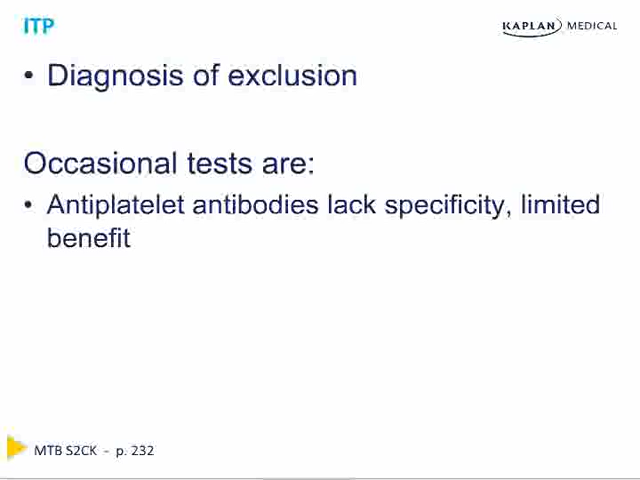 ITP
KAPLAN MEDICAL
• Diagnosis of exclusion
Occasional tests are:
• Antiplatelet antibodies lack specificity, limited
benefit
MTB S2CK - p. 232